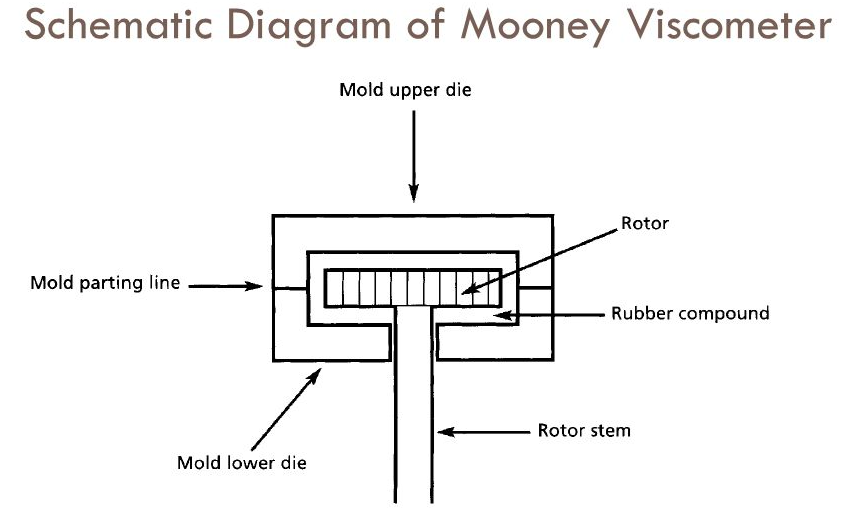 Schematic Diagram of Mooney Viscometer
Mold upper die
Rotor
Mold parting line
Rubber compound
Rotor stem
Mold lower die